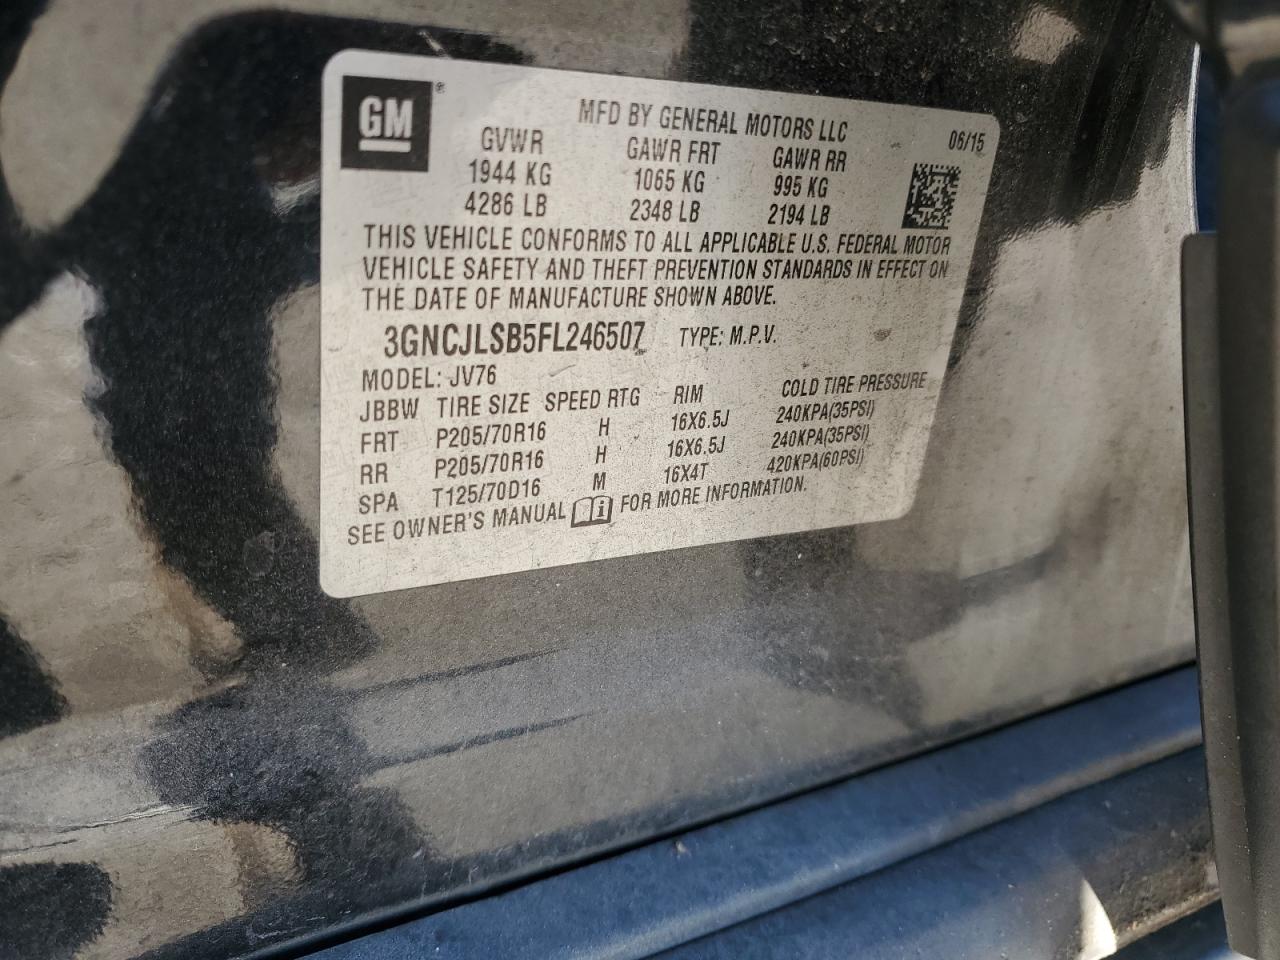 GM®
MFD BY GENERAL MOTORS LLC 06/15
GVWR GAWR FRT GAWR RR
1944 KG 1065 KG 995 KG
4286 LB 2348 LB 2194 LB
THIS VEHICLE CONFORMS TO ALL APPLICABLE U.S. FEDERAL MOTOR
VEHICLE SAFETY AND THEFT PREVENTION STANDARDS IN EFFECT ON
THE DATE OF MANUFACTURE SHOWN ABOVE.
3GNCJLSB5FL246507 TYPE: M.P.V.
MODEL: JV76
JBBW TIRE SIZE SPEED RTG RIM COLD TIRE PRESSURE
FRT P205/70R16 H 16X6.5J 240KPA(35PSI)
RR P205/70R16 H 16X6.5J 240KPA(35PSI)
SPA T125/70D16 M 16X4T 420KPA(60PSI)
SEE OWNER'S MANUAL FOR MORE INFORMATION.